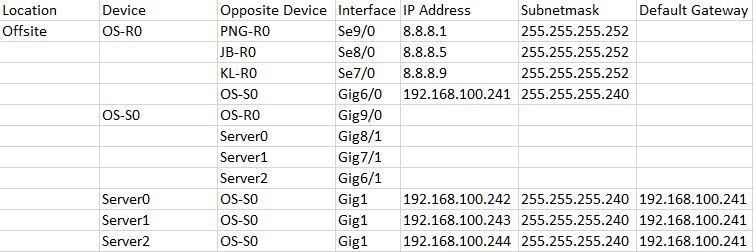 Location Device Opposite Device Interface IP Address Subnetmask Default Gateway
Offsite OS-R0 PNG-R0 Se9/0 8.8.8.1 255.255.255.252
JB-R0 Se8/0 8.8.8.5 255.255.255.252
KL-R0 Se7/0 8.8.8.9 255.255.255.252
OS-S0 Gig6/0 192.168.100.241 255.255.255.240
OS-S0 OS-R0 Gig9/0
Server0 Gig8/1
Server1 Gig7/1
Server2 Gig6/1
Server0 OS-S0 Gig1 192.168.100.242 255.255.255.240 192.168.100.241
Server1 OS-S0 Gig1 192.168.100.243 255.255.255.240 192.168.100.241
Server2 OS-S0 Gig1 192.168.100.244 255.255.255.240 192.168.100.241